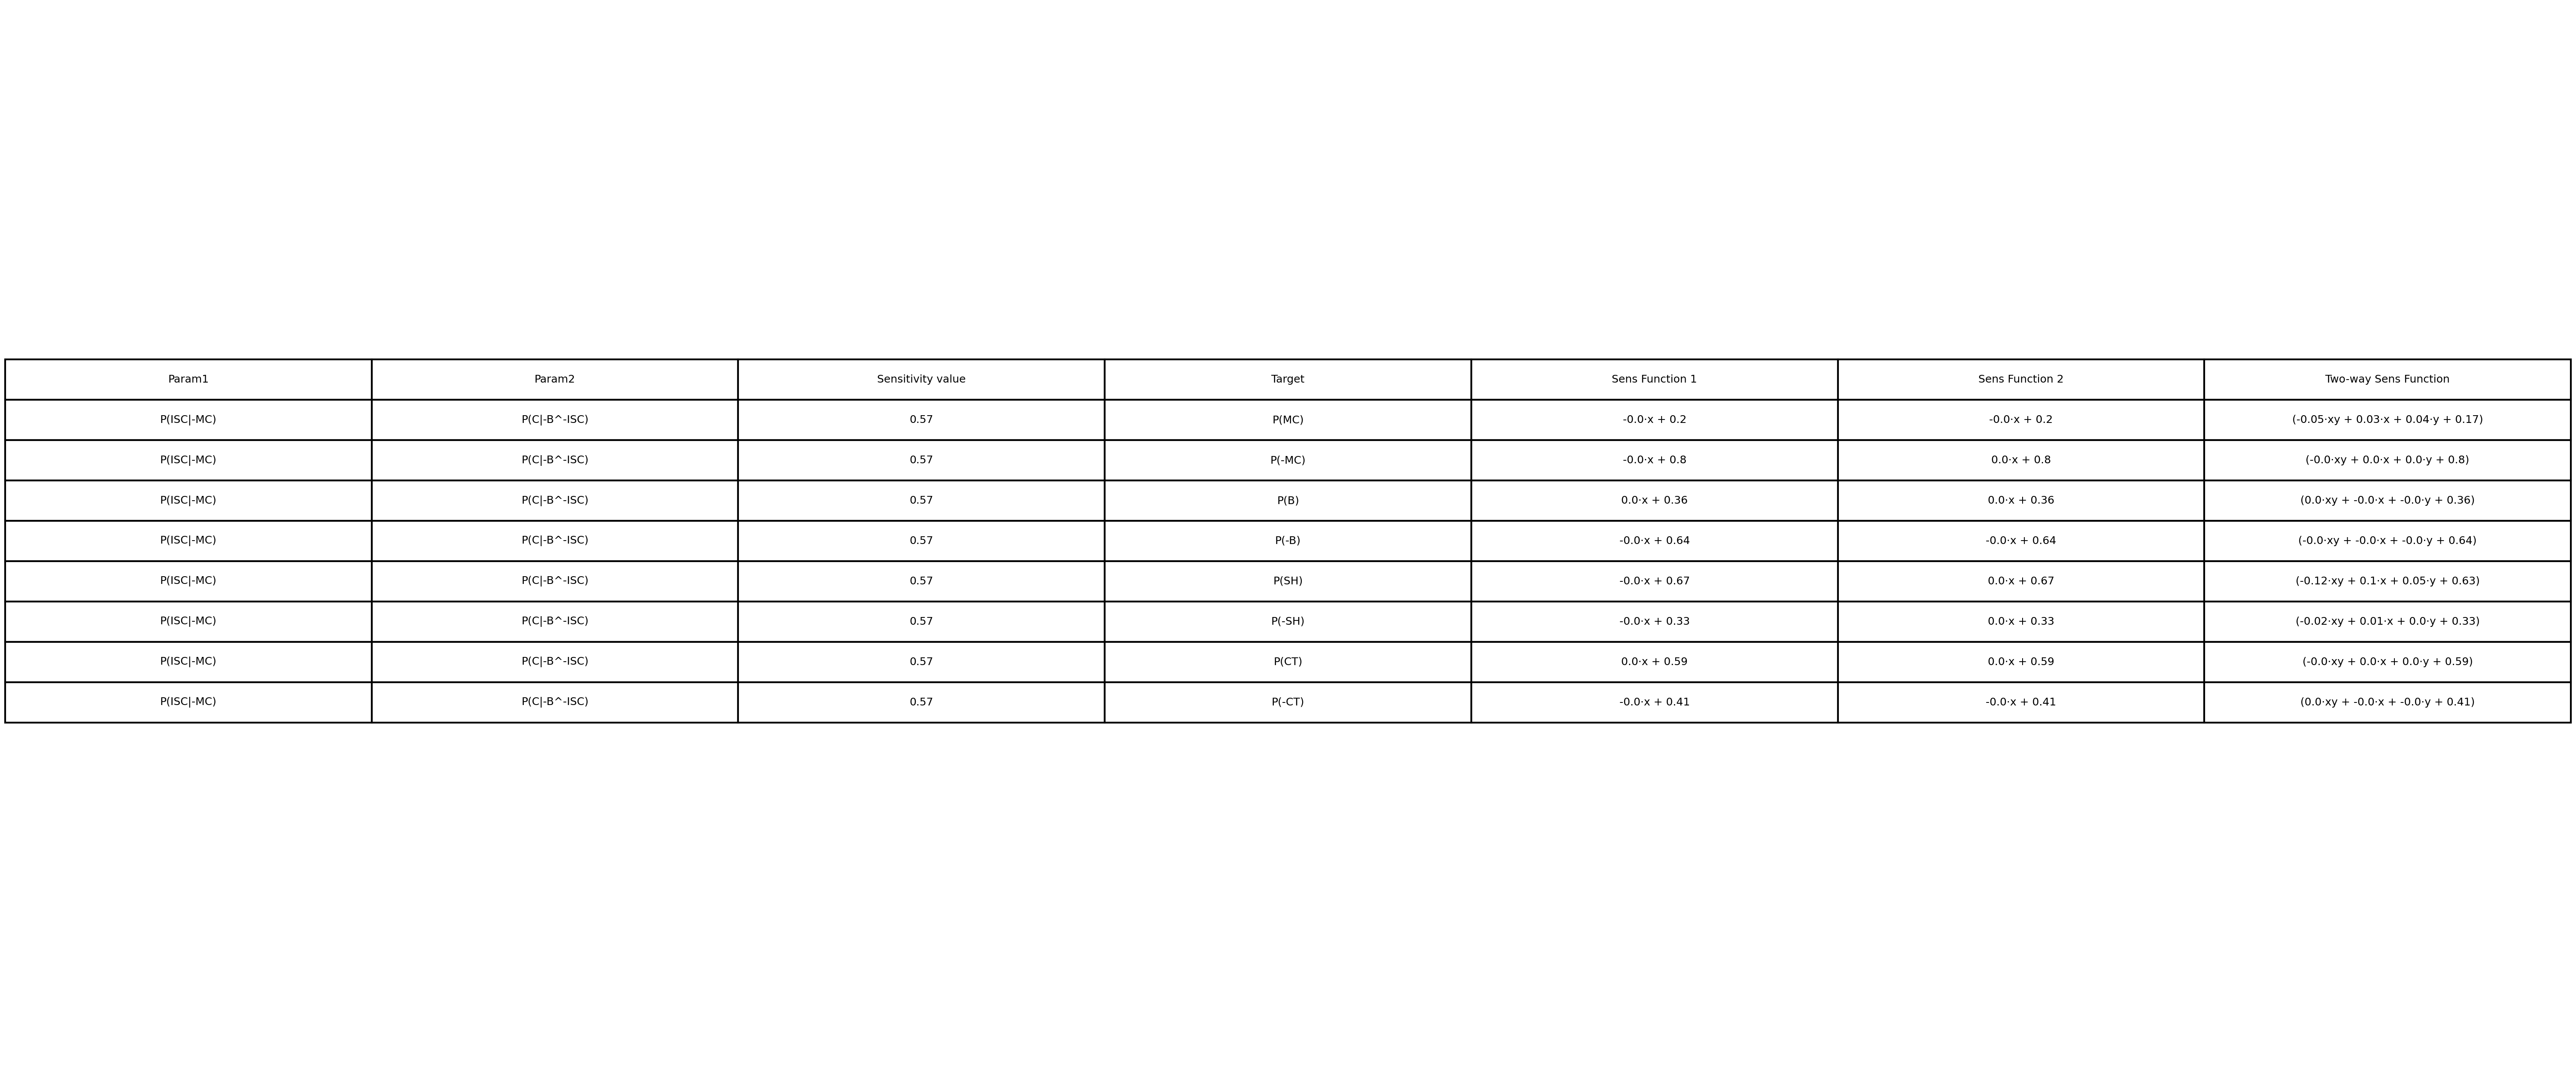 Param1 Param2 Sensitivity value Target Sens Function 1 Sens Function 2 Two-way Sens Function
P(ISC|-MC) P(C|-B^-ISC) 0.57 P(MC) -0.0·x + 0.2 -0.0·x + 0.2 (-0.05·xy + 0.03·x + 0.04·y + 0.17)
P(ISC|-MC) P(C|-B^-ISC) 0.57 P(-MC) -0.0·x + 0.8 0.0·x + 0.8 (-0.0·xy + 0.0·x + 0.0·y + 0.8)
P(ISC|-MC) P(C|-B^-ISC) 0.57 P(B) 0.0·x + 0.36 0.0·x + 0.36 (0.0·xy + -0.0·x + -0.0·y + 0.36)
P(ISC|-MC) P(C|-B^-ISC) 0.57 P(-B) -0.0·x + 0.64 -0.0·x + 0.64 (-0.0·xy + -0.0·x + -0.0·y + 0.64)
P(ISC|-MC) P(C|-B^-ISC) 0.57 P(SH) -0.0·x + 0.67 0.0·x + 0.67 (-0.12·xy + 0.1·x + 0.05·y + 0.63)
P(ISC|-MC) P(C|-B^-ISC) 0.57 P(-SH) -0.0·x + 0.33 0.0·x + 0.33 (-0.02·xy + 0.01·x + 0.0·y + 0.33)
P(ISC|-MC) P(C|-B^-ISC) 0.57 P(CT) 0.0·x + 0.59 0.0·x + 0.59 (-0.0·xy + 0.0·x + 0.0·y + 0.59)
P(ISC|-MC) P(C|-B^-ISC) 0.57 P(-CT) -0.0·x + 0.41 -0.0·x + 0.41 (0.0·xy + -0.0·x + -0.0·y + 0.41)